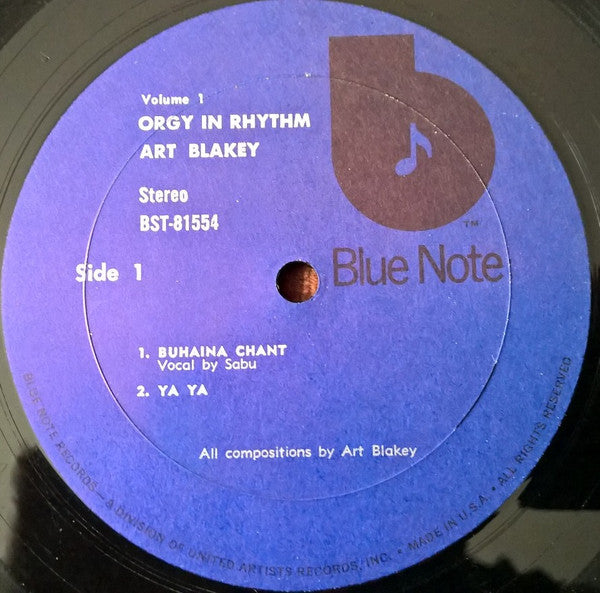 Volume 1
ORGY IN RHYTHM
ART BLAKEY
Stereo
BST-81554
Side 1
TM
Blue Note
1. BUHAINA CHANT
Vocal by Sabu
2. YA YA
All compositions by Art Blakey
BLUE NOTE RECORDS — A DIVISION OF UNITED ARTISTS RECORDS, INC. • MADE IN U.S.A. • ALL RIGHTS RESERVED